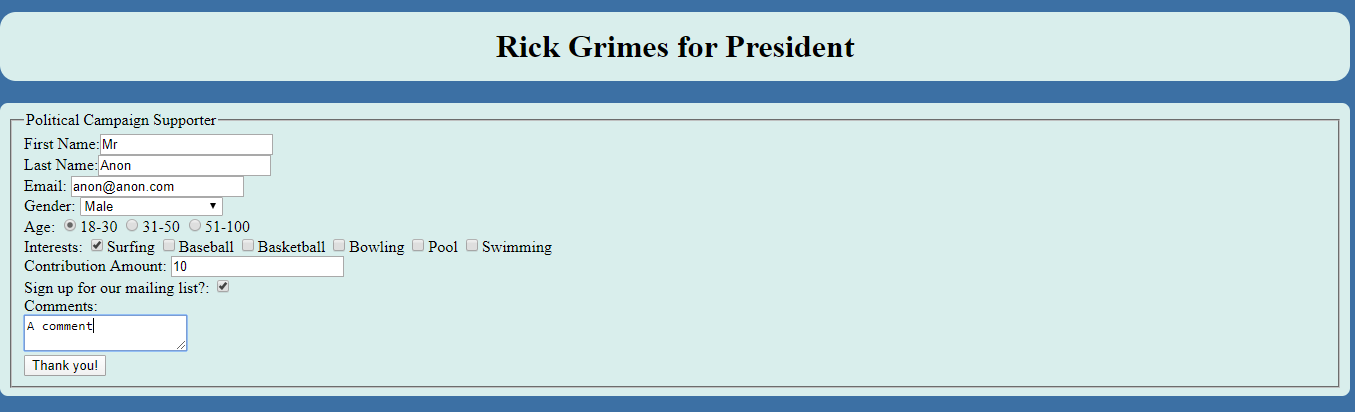 Rick Grimes for President
Political Campaign Supporter
First Name: Mr
Last Name: Anon
Email: anon@anon.com
Gender: Male
Age: 18-30 31-50 51-100
Interests: Surfing Baseball Basketball Bowling Pool Swimming
Contribution Amount: 10
Sign up for our mailing list?:
Comments:
A comment
Thank you!